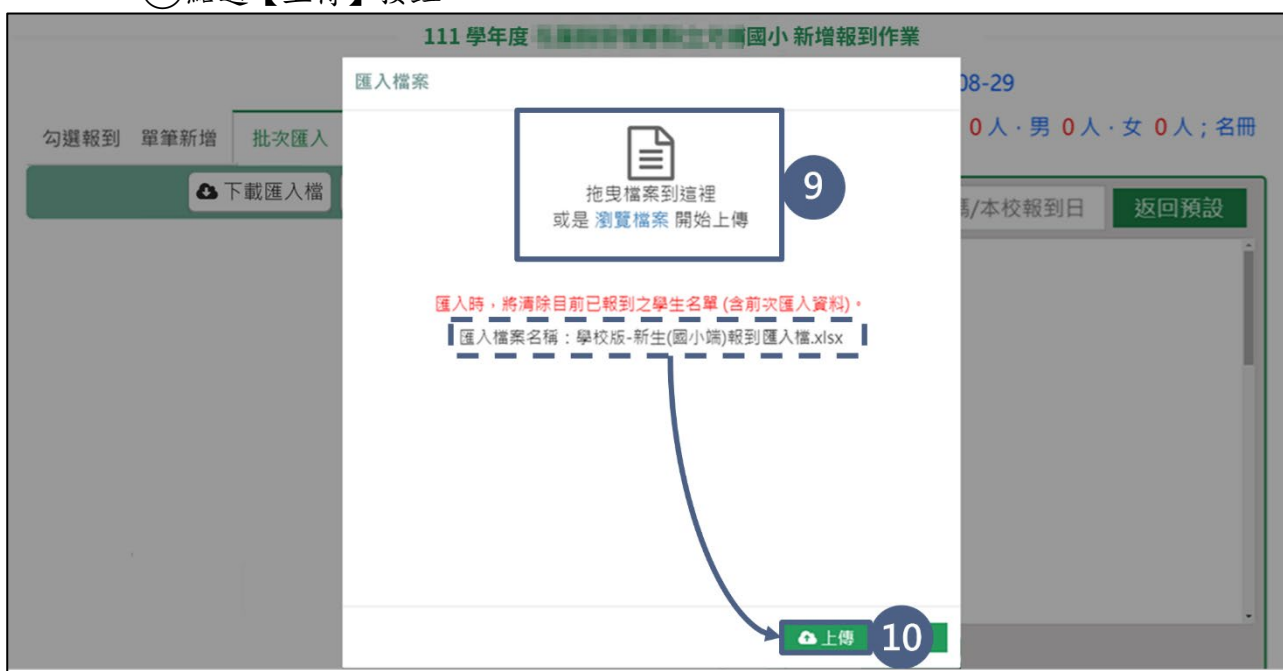 111 學年度 國小 新增報到作業
匯入檔案
08-29
勾選報到 單筆新增 批次匯入
0人．男 0人．女 0人；名冊
下載匯入檔
拖曳檔案到這裡
9
或是 瀏覽檔案 開始上傳
/本校報到日 返回預設
匯入時，將清除目前已報到之學生名單 (含前次匯入資料)。
匯入檔案名稱：學校版-新生(國小端)報到匯入檔.xlsx
上傳 10